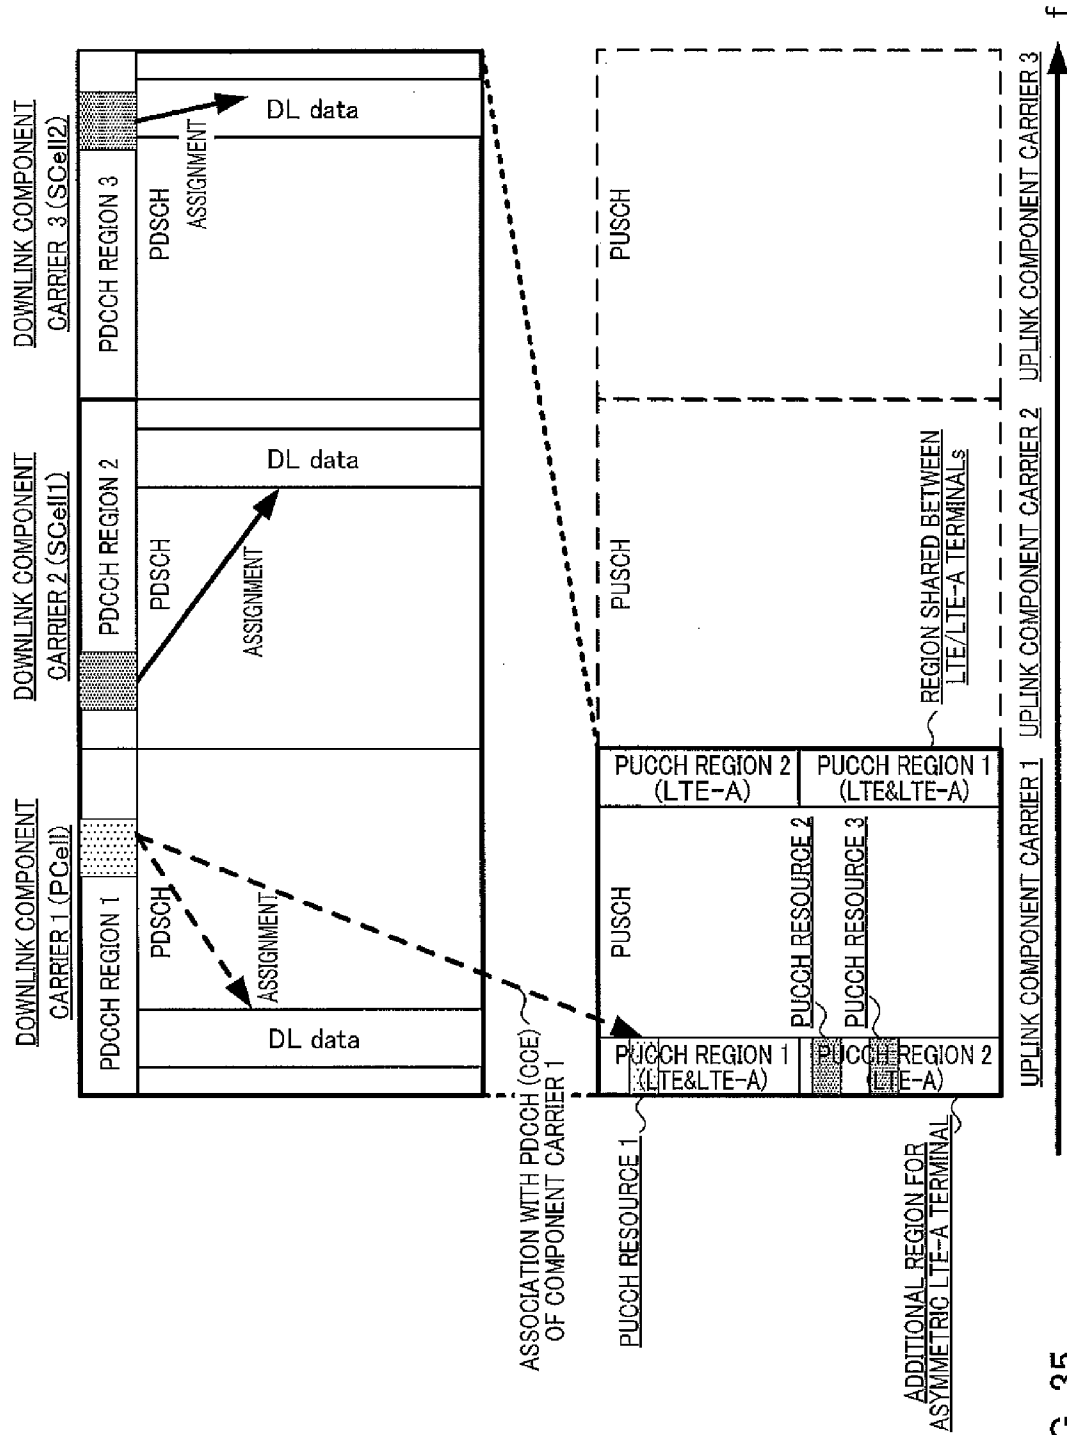 DOWNLINK COMPONENT
CARRIER 1 (PCell)
DOWNLINK COMPONENT
CARRIER 2 (SCell1)
DOWNLINK COMPONENT
CARRIER 3 (SCell2)
PDCCH REGION 1
PDCCH REGION 2
PDCCH REGION 3
PDSCH
PDSCH
PDSCH
ASSIGNMENT
ASSIGNMENT
ASSIGNMENT
DL data
DL data
DL data
ASSOCIATION WITH PDCCH (CCE)
OF COMPONENT CARRIER 1
PUCCH RESOURCE 1
PUCCH REGION 1
(LTE&LTE-A)
PUCCH REGION 2
(LTE-A)
PUSCH
PUCCH RESOURCE 2
PUCCH RESOURCE 3
PUCCH REGION 2
(LTE-A)
PUCCH REGION 1
(LTE&LTE-A)
PUSCH
PUSCH
REGION SHARED BETWEEN
LTE/LTE-A TERMINALs
ADDITIONAL REGION FOR
ASYMMETRIC LTE-A TERMINAL
UPLINK COMPONENT CARRIER 1
UPLINK COMPONENT CARRIER 2
UPLINK COMPONENT CARRIER 3
f